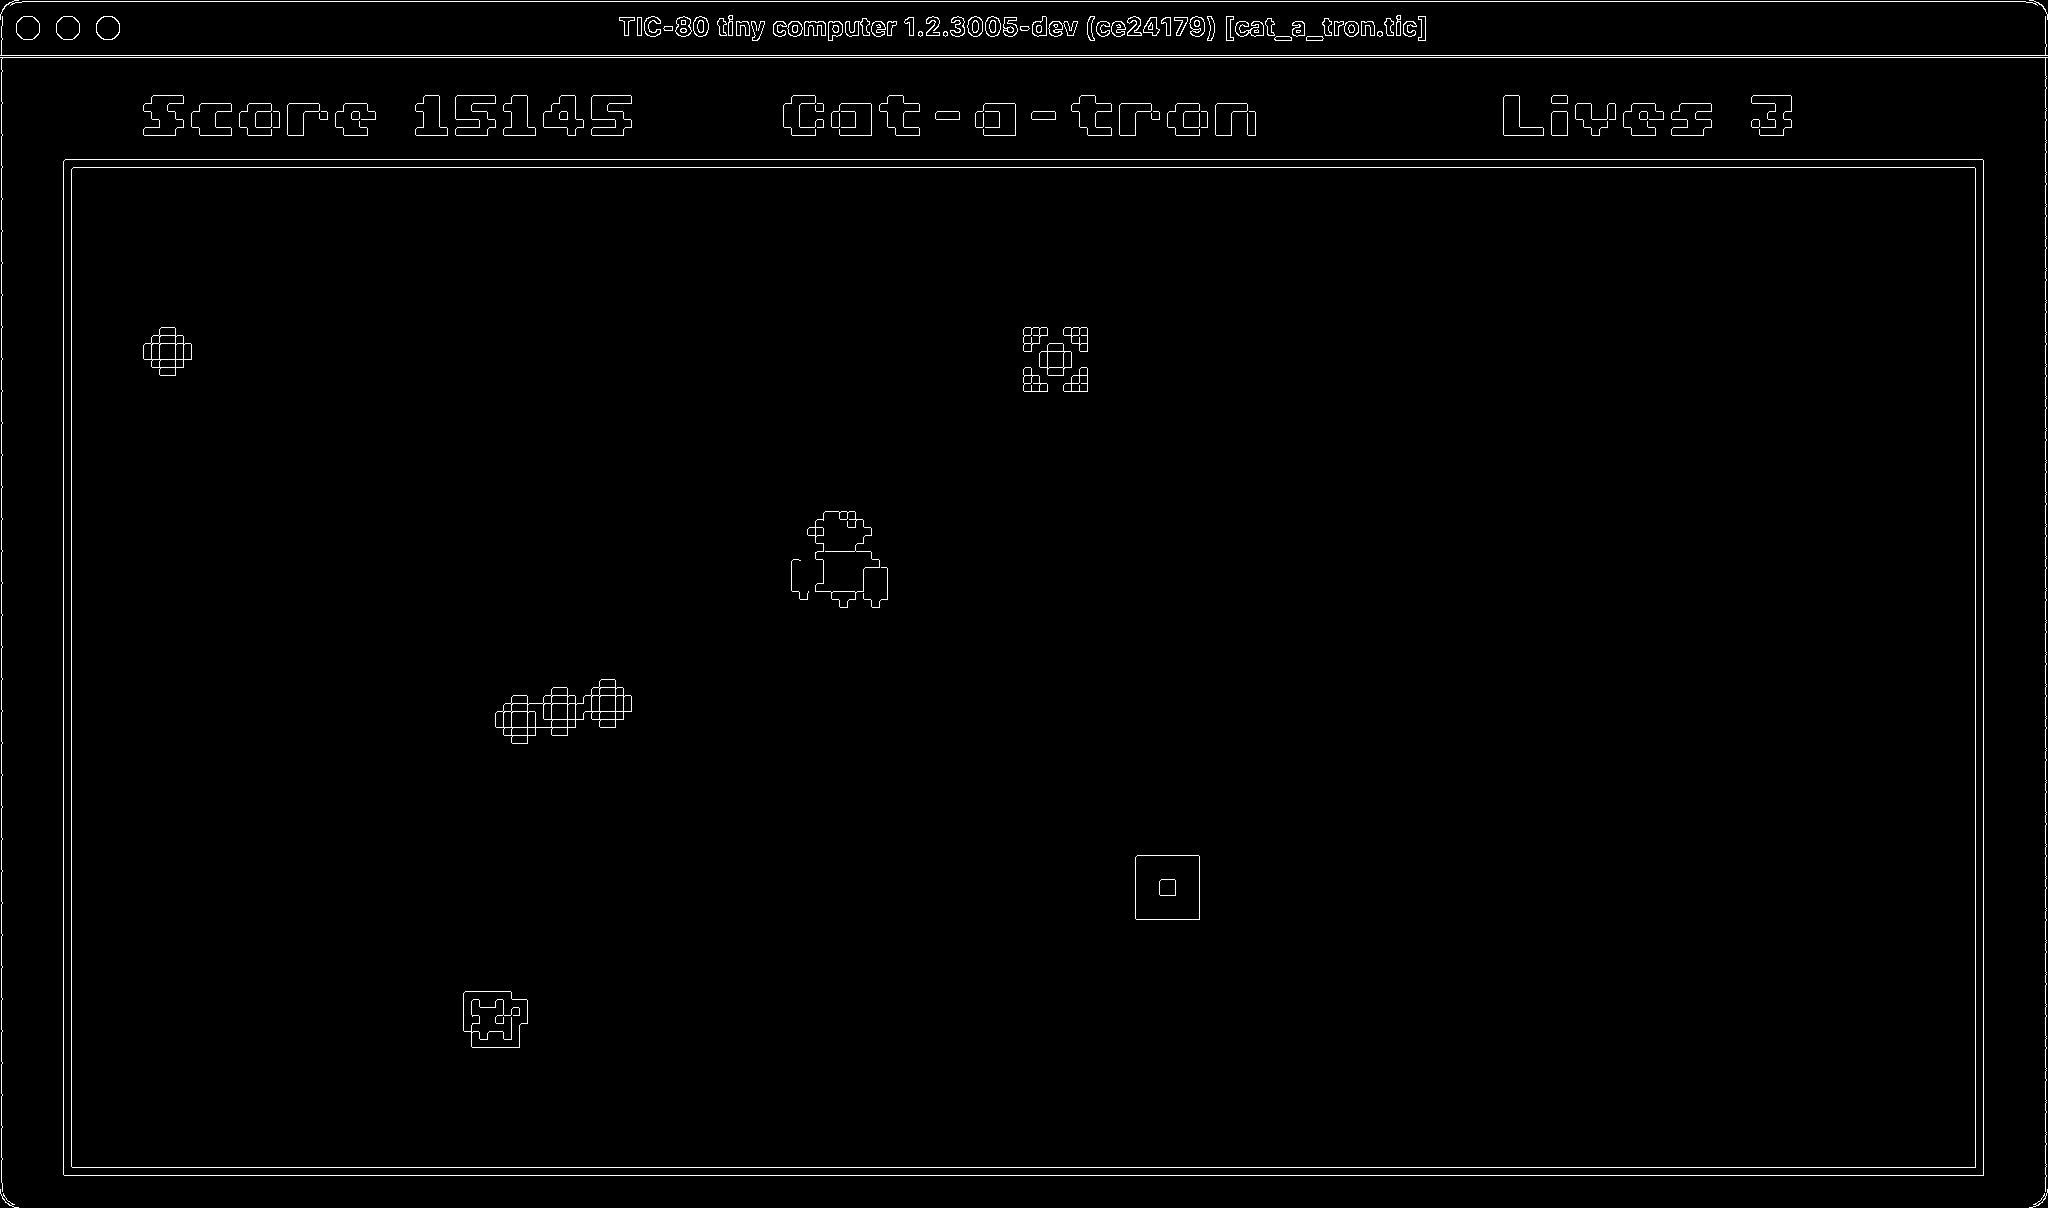 TIC-80 tiny computer 1.2.3005-dev (ce24179) [cat_a_tron.tic]
Score 15145 Cat-a-tron Lives 3